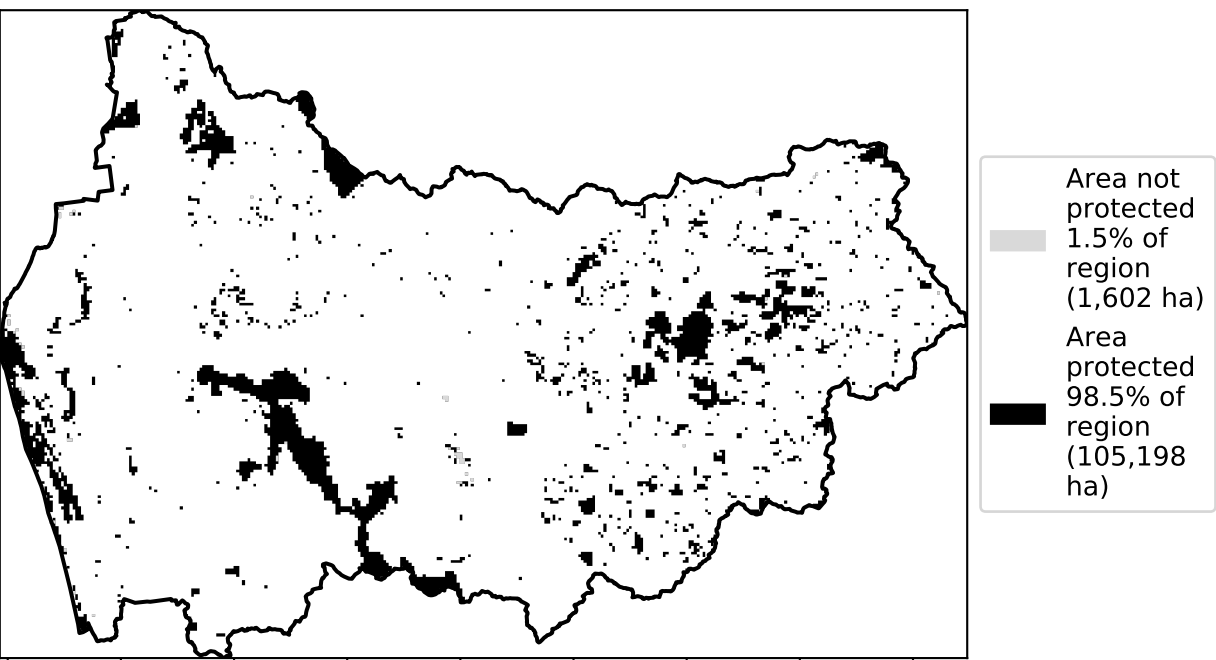 Area not
protected
1.5% of
region
(1,602 ha)
Area
protected
98.5% of
region
(105,198
ha)